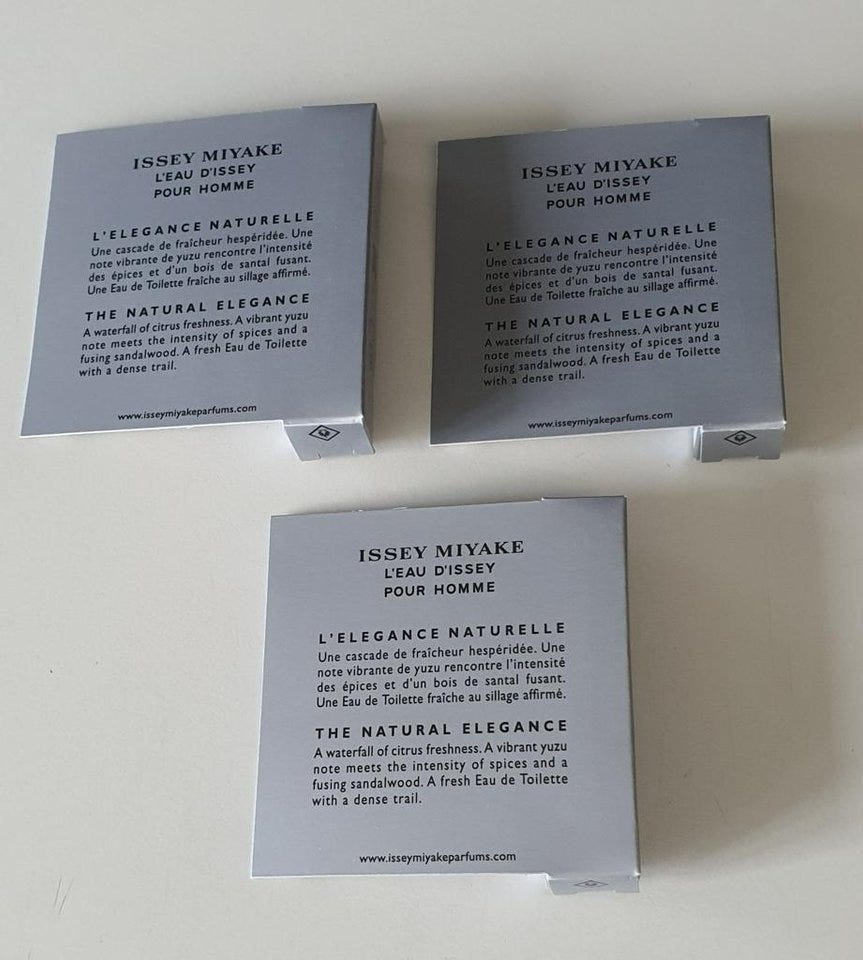 ISSEY MIYAKE
L'EAU D'ISSEY
POUR HOMME
L'ELEGANCE NATURELLE
Une cascade de fraîcheur hespéridée. Une
note vibrante de yuzu rencontre l'intensité
des épices et d'un bois de santal fusant.
Une Eau de Toilette fraîche au sillage affirmé.
THE NATURAL ELEGANCE
A waterfall of citrus freshness. A vibrant yuzu
note meets the intensity of spices and a
fusing sandalwood. A fresh Eau de Toilette
with a dense trail.
www.isseymiyakeparfums.com
ISSEY MIYAKE
L'EAU D'ISSEY
POUR HOMME
L'ELEGANCE NATURELLE
Une cascade de fraîcheur hespéridée. Une
note vibrante de yuzu rencontre l'intensité
des épices et d'un bois de santal fusant.
Une Eau de Toilette fraîche au sillage affirmé.
THE NATURAL ELEGANCE
A waterfall of citrus freshness. A vibrant yuzu
note meets the intensity of spices and a
fusing sandalwood. A fresh Eau de Toilette
with a dense trail.
www.isseymiyakeparfums.com
ISSEY MIYAKE
L'EAU D'ISSEY
POUR HOMME
L'ELEGANCE NATURELLE
Une cascade de fraîcheur hespéridée. Une
note vibrante de yuzu rencontre l'intensité
des épices et d'un bois de santal fusant.
Une Eau de Toilette fraîche au sillage affirmé.
THE NATURAL ELEGANCE
A waterfall of citrus freshness. A vibrant yuzu
note meets the intensity of spices and a
fusing sandalwood. A fresh Eau de Toilette
with a dense trail.
www.isseymiyakeparfums.com